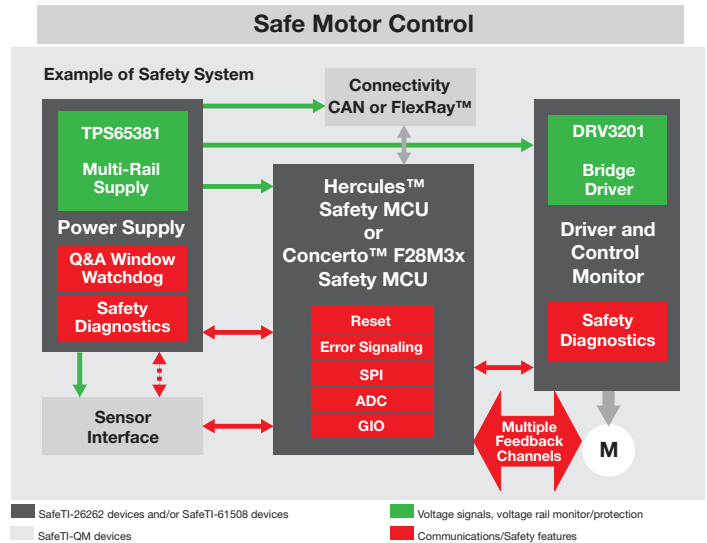 Safe Motor Control
Example of Safety System
Connectivity
CAN or FlexRay™
TPS65381
Multi-Rail
Supply
Power Supply
Q&A Window
Watchdog
Safety
Diagnostics
Hercules™
Safety MCU
or
Concerto™ F28M3x
Safety MCU
Reset
Error Signaling
SPI
ADC
GIO
DRV3201
Bridge
Driver
Driver and
Control
Monitor
Safety
Diagnostics
Sensor
Interface
Multiple
Feedback
Channels
M
SafeTI-26262 devices and/or SafeTI-61508 devices
SafeTI-QM devices
Voltage signals, voltage rail monitor/protection
Communications/Safety features